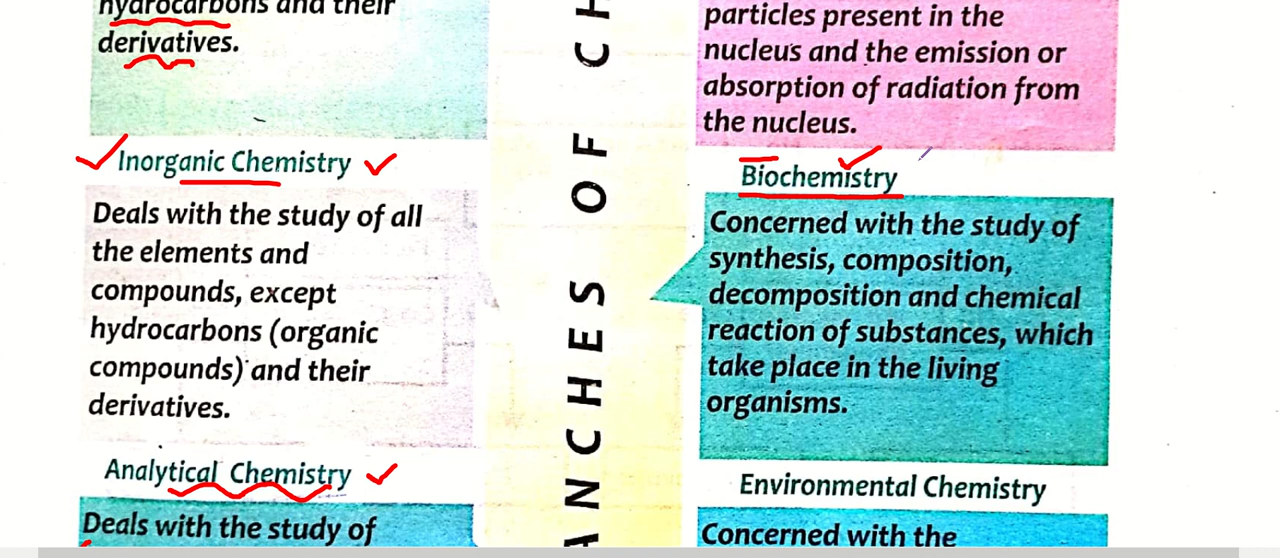 hydrocarbons and their
derivatives.
Inorganic Chemistry
Deals with the study of all
the elements and
compounds, except
hydrocarbons (organic
compounds) and their
derivatives.
Analytical Chemistry
Deals with the study of
ANCHES OF CH
particles present in the
nucleus and the emission or
absorption of radiation from
the nucleus.
Biochemistry
Concerned with the study of
synthesis, composition,
decomposition and chemical
reaction of substances, which
take place in the living
organisms.
Environmental Chemistry
Concerned with the